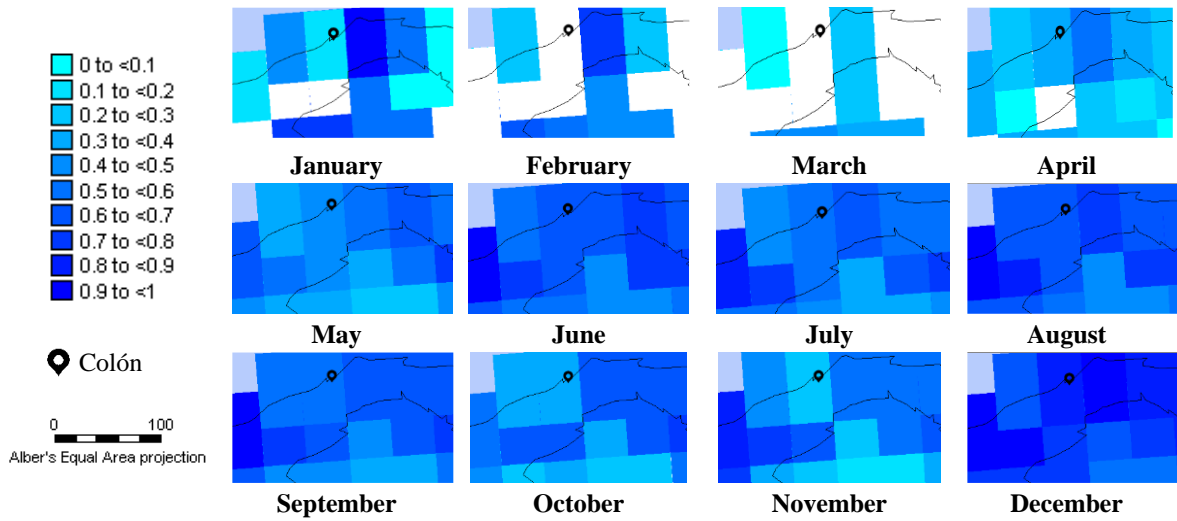 0 to <0.1
0.1 to <0.2
0.2 to <0.3
0.3 to <0.4
0.4 to <0.5
0.5 to <0.6
0.6 to <0.7
0.7 to <0.8
0.8 to <0.9
0.9 to <1
Colón
0 100
Alber's Equal Area projection
January February March April
May June July August
September October November December